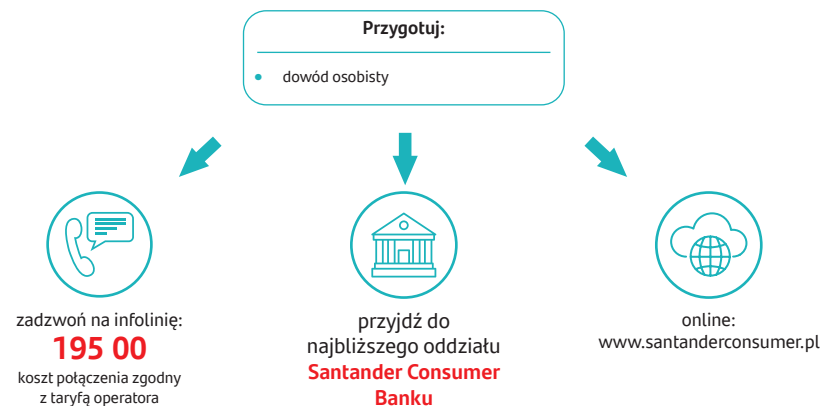 Przygotuj:
dowód osobisty
zadzwoń na infolinię:
195 00
koszt połączenia zgodny
z taryfą operatora
przyjdź do
najbliższego oddziału
Santander Consumer
Banku
online:
www.santanderconsumer.pl